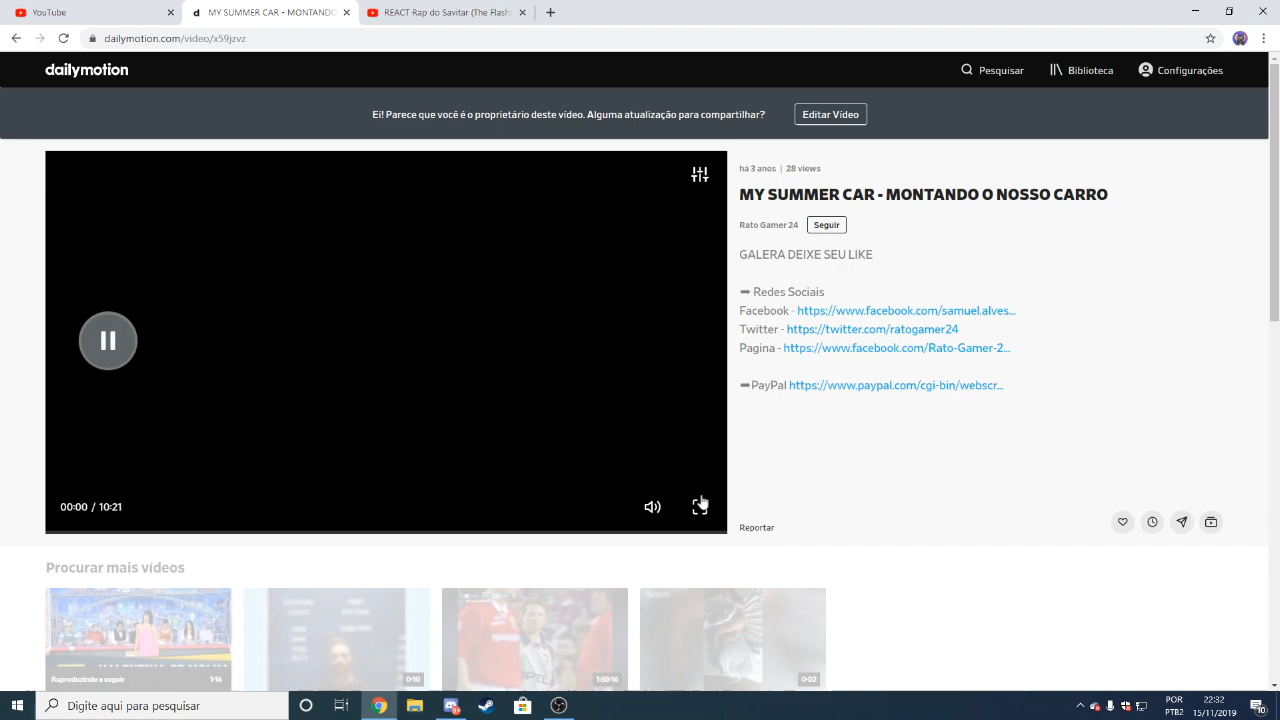 YouTube
MY SUMMER CAR - MONTANDO
REACT Rap do Savitar (The Flash
dailymotion.com/video/x59jzvz
dailymotion
Pesquisar
Biblioteca
Configurações
Ei! Parece que você é o proprietário deste vídeo. Alguma atualização para compartilhar?
Editar Vídeo
há 3 anos | 28 views
MY SUMMER CAR - MONTANDO O NOSSO CARRO
Rato Gamer 24
Seguir
GALERA DEIXE SEU LIKE
➖ Redes Sociais
Facebook - https://www.facebook.com/samuel.alves...
Twitter - https://twitter.com/ratogamer24
Pagina - https://www.facebook.com/Rato-Gamer-2...
➖PayPal https://www.paypal.com/cgi-bin/webscr...
00:00 / 10:21
Reportar
Procurar mais vídeos
Reproduzindo a seguir
1:16
0:10
1:38:16
0:02
Digite aqui para pesquisar
POR
PTB2
22:32
15/11/2019
10